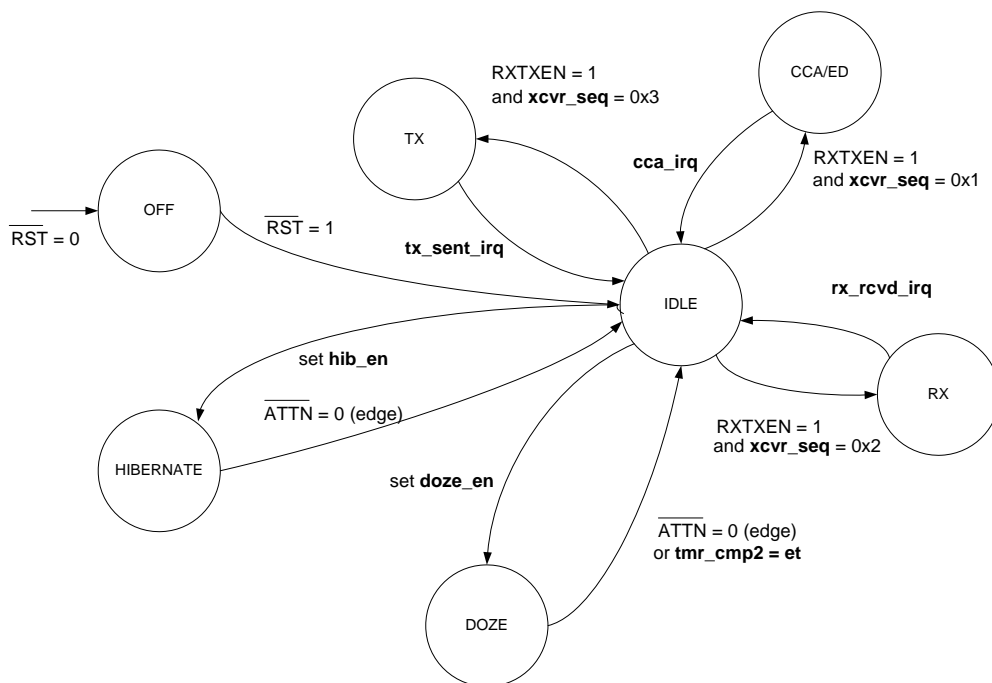 CCA/ED
RXTXEN = 1
and xcvr_seq = 0x3
TX
cca_irq
RXTXEN = 1
and xcvr_seq = 0x1
OFF
RST = 0
RST = 1
tx_sent_irq
IDLE
rx_rcvd_irq
set hib_en
ATTN = 0 (edge)
RX
RXTXEN = 1
and xcvr_seq = 0x2
HIBERNATE
set doze_en
ATTN = 0 (edge)
or tmr_cmp2 = et
DOZE